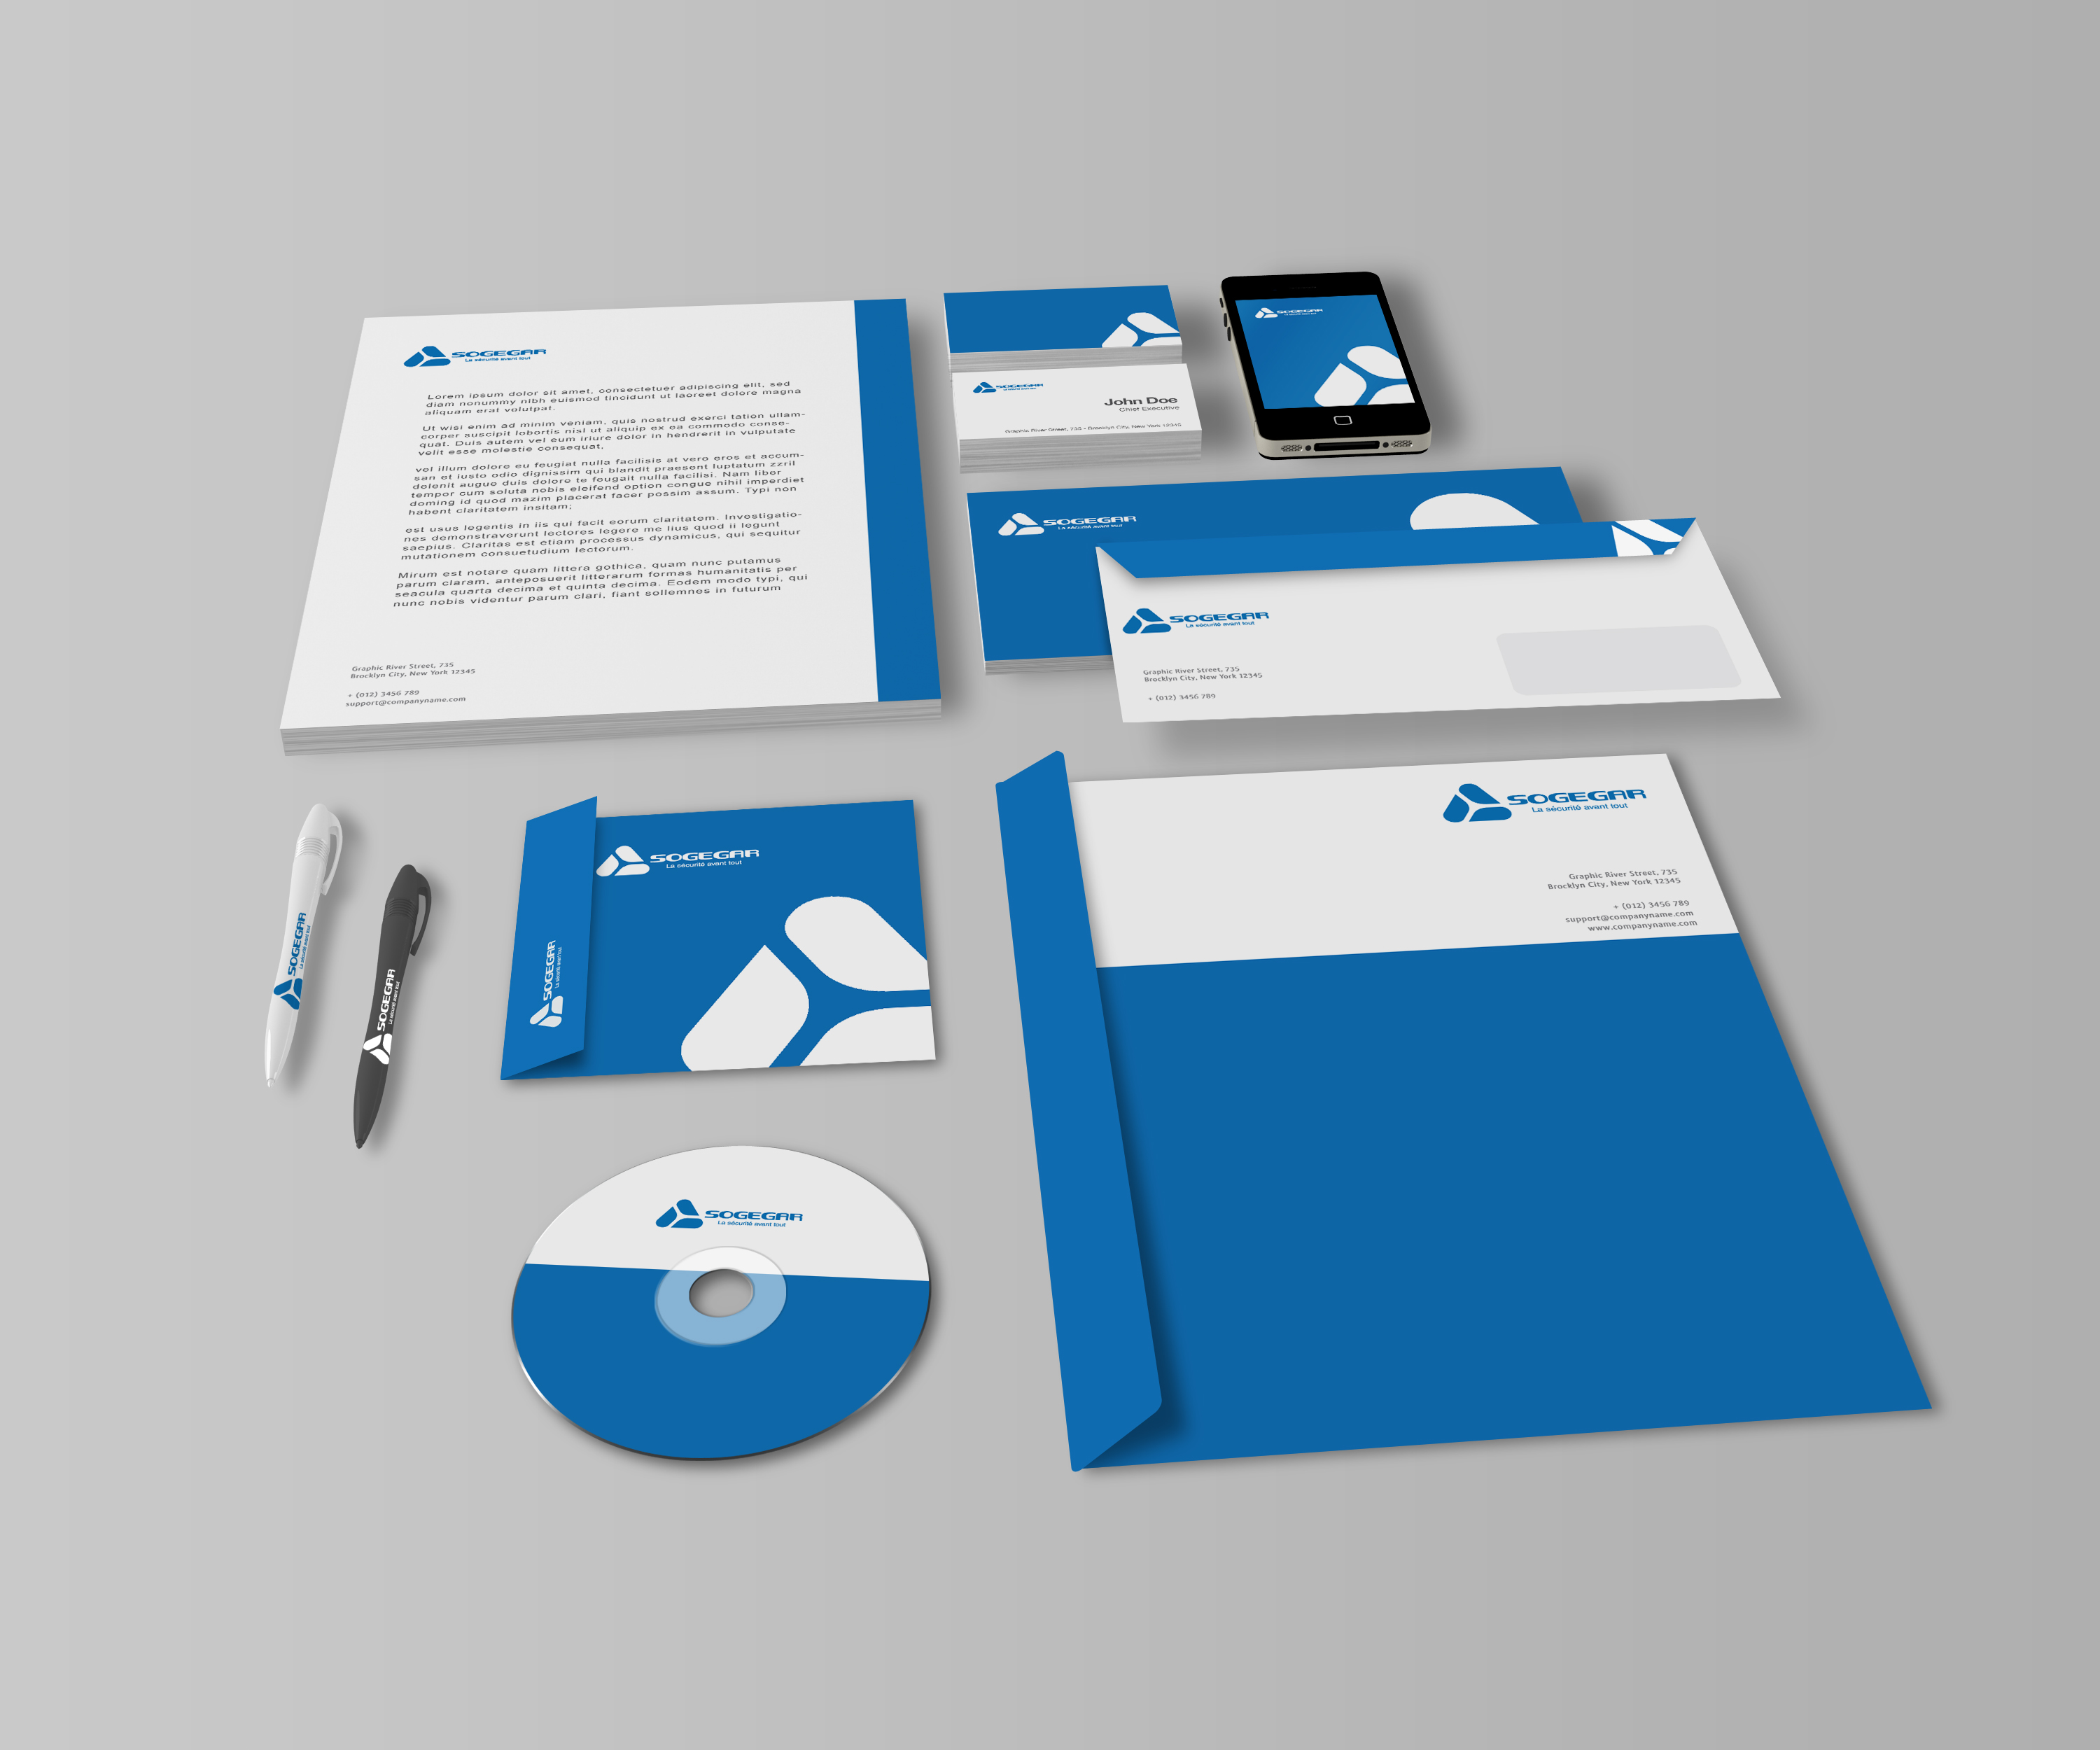 SOGEGAR
La sécurité avant tout
Lorem ipsum dolor sit amet, consectetuer adipiscing elit, sed
diam nonummy nibh euismod tincidunt ut laoreet dolore magna
aliquam erat volutpat.
Ut wisi enim ad minim veniam, quis nostrud exerci tation ullam-
corper suscipit lobortis nisl ut aliquip ex ea commodo conse-
quat. Duis autem vel eum iriure dolor in hendrerit in vulputate
velit esse molestie consequat,
vel illum dolore eu feugiat nulla facilisis at vero eros et accum-
san et iusto odio dignissim qui blandit praesent luptatum zzril
delenit augue duis dolore te feugait nulla facilisi. Nam liber
tempor cum soluta nobis eleifend option congue nihil imperdiet
doming id quod mazim placerat facer possim assum. Typi non
habent claritatem insitam;
est usus legentis in iis qui facit eorum claritatem. Investigatio-
nes demonstraverunt lectores legere me lius quod ii legunt
saepius. Claritas est etiam processus dynamicus, qui sequitur
mutationem consuetudium lectorum.
Mirum est notare quam littera gothica, quam nunc putamus
parum claram, anteposuerit litterarum formas humanitatis per
seacula quarta decima et quinta decima. Eodem modo typi, qui
nunc nobis videntur parum clari, fiant sollemnes in futurum
Graphic River Street, 735
Brocklyn City, New York 12345
+ (012) 3456 789
support@companyname.com
SOGEGAR
La sécurité avant tout
John Doe
Chief Executive
Graphic River Street, 735 - Brocklyn City, New York 12345
SOGEGAR
SOGEGAR
La sécurité avant tout
SOGEGAR
La sécurité avant tout
Graphic River Street, 735
Brocklyn City, New York 12345
+ (012) 3456 789
SOGEGAR
La sécurité avant tout
SOGEGAR
La sécurité avant tout
SOGEGAR
La sécurité avant tout
SOGEGAR
La sécurité avant tout
SOGEGAR
La sécurité avant tout
Graphic River Street, 735
Brocklyn City, New York 12345
+ (012) 3456 789
support@companyname.com
www.companyname.com
SOGEGAR
La sécurité avant tout